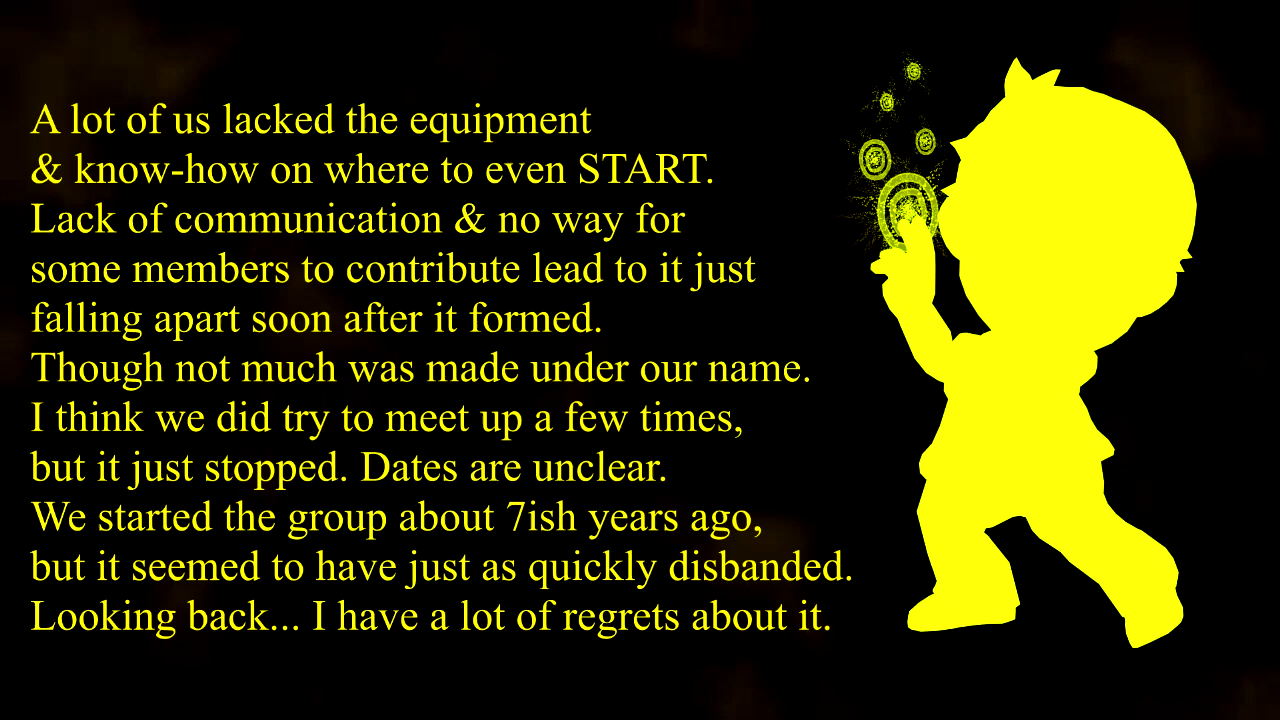 A lot of us lacked the equipment
& know-how on where to even START.
Lack of communication & no way for
some members to contribute lead to it just
falling apart soon after it formed.
Though not much was made under our name.
I think we did try to meet up a few times,
but it just stopped. Dates are unclear.
We started the group about 7ish years ago,
but it seemed to have just as quickly disbanded.
Looking back... I have a lot of regrets about it.